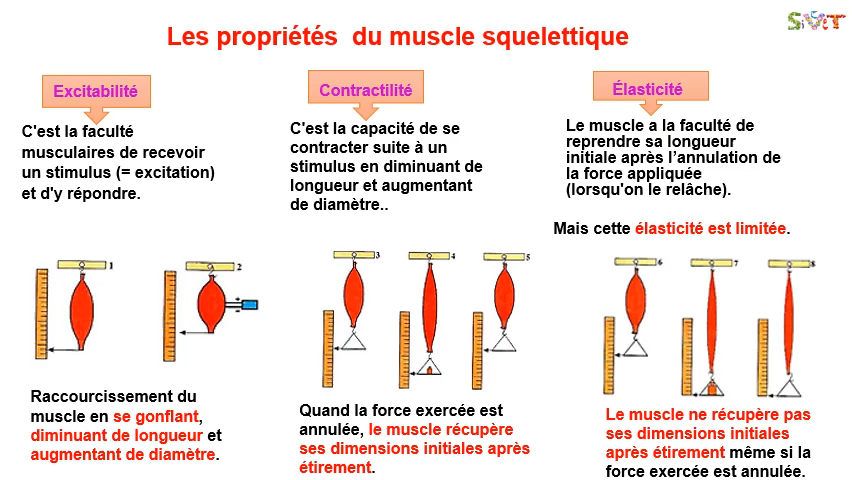 SVT
Les propriétés du muscle squelettique
Excitabilité
C'est la faculté
musculaires de recevoir
un stimulus (= excitation)
et d'y répondre.
Contractilité
C'est la capacité de se
contracter suite à un
stimulus en diminuant de
longueur et augmentant
de diamètre..
Élasticité
Le muscle a la faculté de
reprendre sa longueur
initiale après l’annulation de
la force appliquée
(lorsqu'on le relâche).
Mais cette élasticité est limitée.
1
2
3
4
5
6
7
8
Raccourcissement du
muscle en se gonflant,
diminuant de longueur et
augmentant de diamètre.
Quand la force exercée est
annulée, le muscle récupère
ses dimensions initiales après
étirement.
Le muscle ne récupère pas
ses dimensions initiales
après étirement même si la
force exercée est annulée.